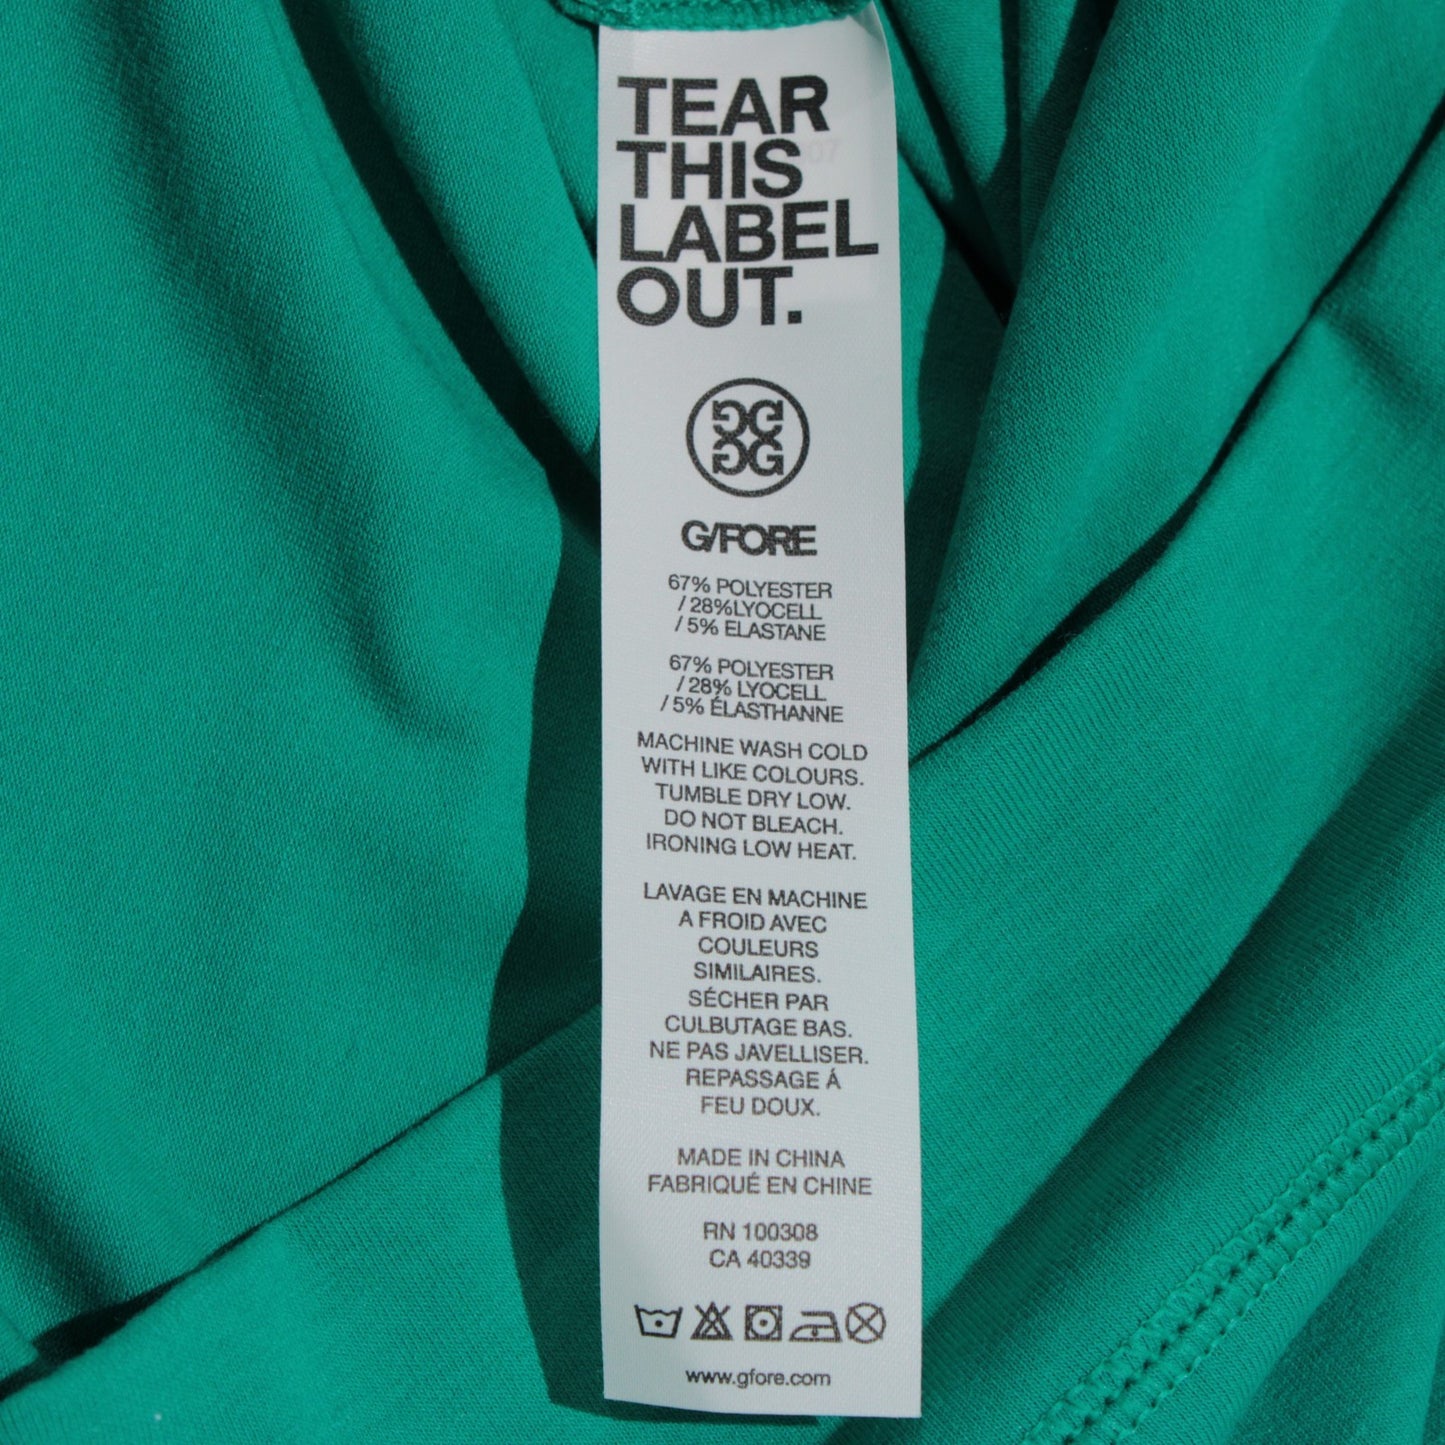 TEAR
THIS
LABEL
OUT.
G/FORE
67% POLYESTER
/ 28%LYOCELL
/ 5% ELASTANE
67% POLYESTER
/ 28% LYOCELL
/ 5% ÉLASTHANNE
MACHINE WASH COLD
WITH LIKE COLOURS.
TUMBLE DRY LOW.
DO NOT BLEACH.
IRONING LOW HEAT.
LAVAGE EN MACHINE
A FROID AVEC
COULEURS
SIMILAIRES.
SÉCHER PAR
CULBUTAGE BAS.
NE PAS JAVELLISER.
REPASSAGE Á
FEU DOUX.
MADE IN CHINA
FABRIQUÉ EN CHINE
RN 100308
CA 40339
www.gfore.com